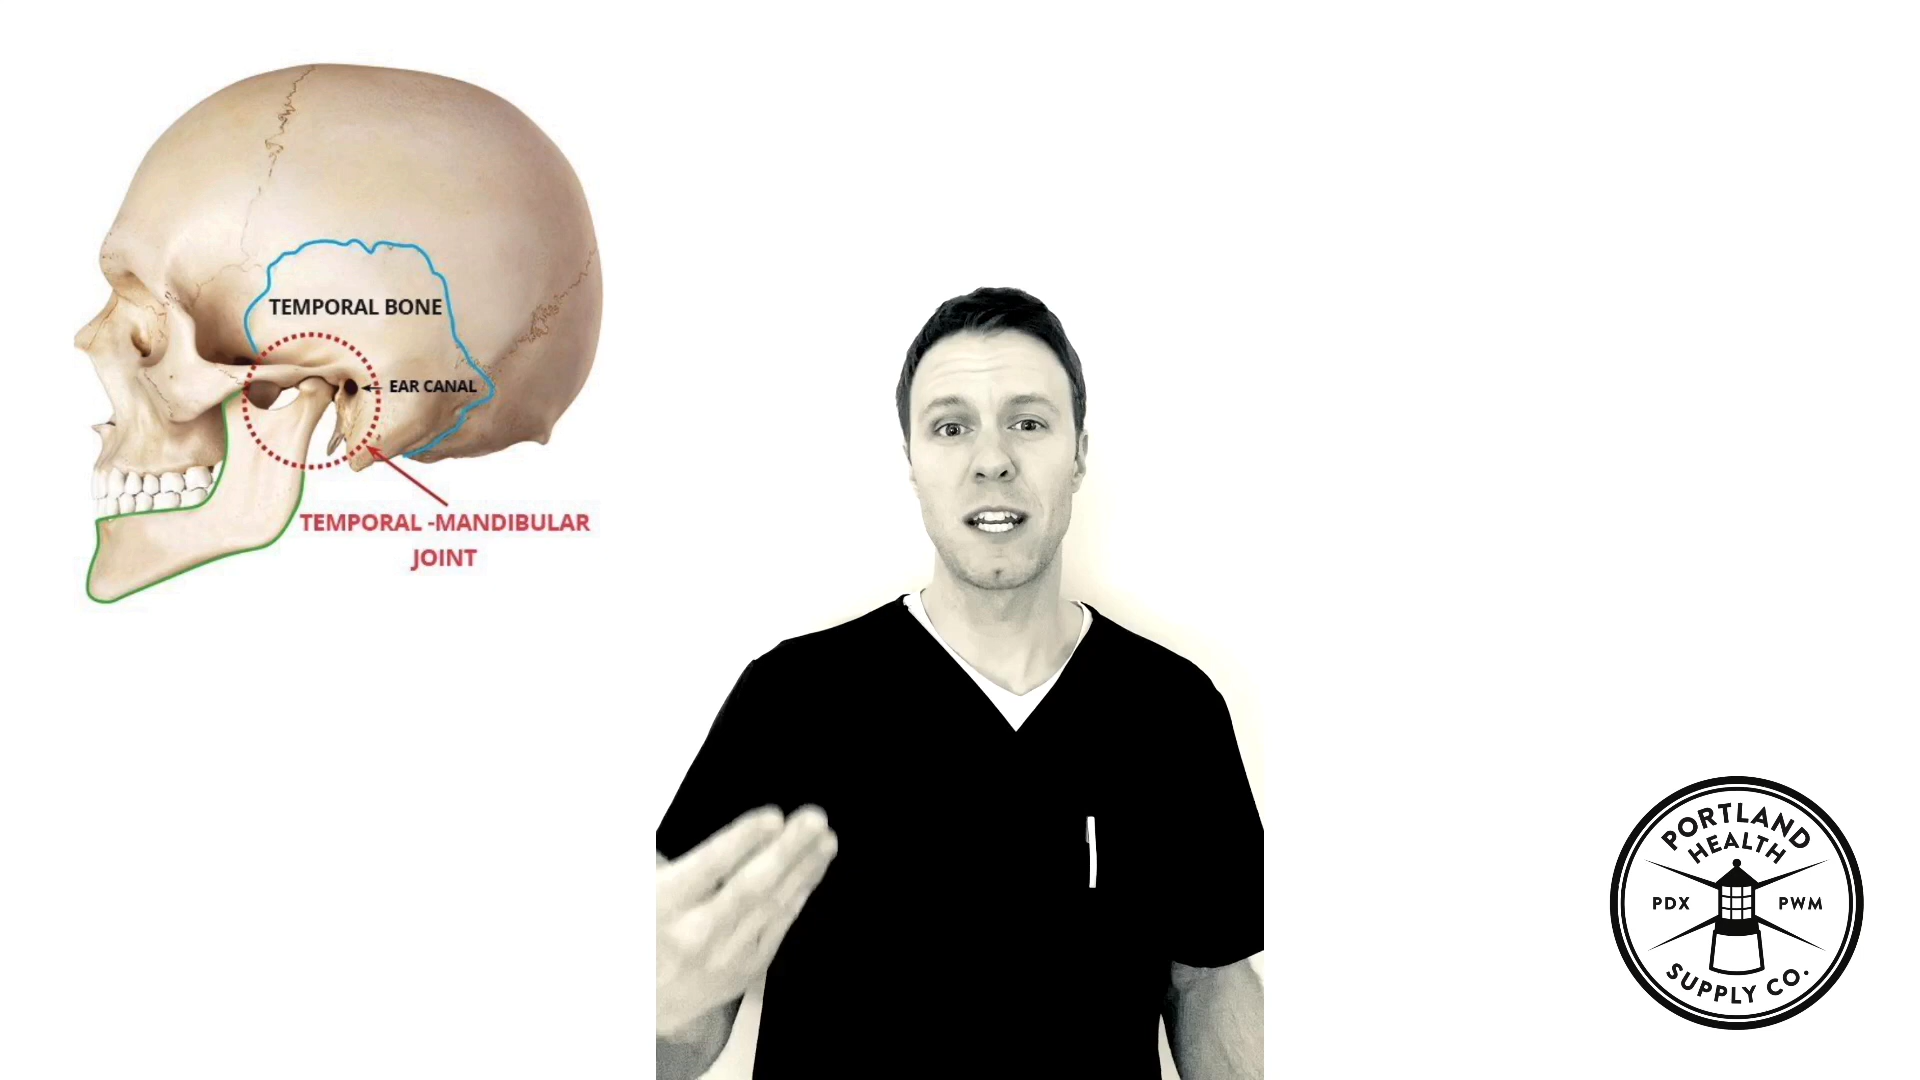 TEMPORAL BONE
EAR CANAL
TEMPORAL -MANDIBULAR
JOINT
PORTLAND
HEALTH
PDX
PWM
SUPPLY CO.